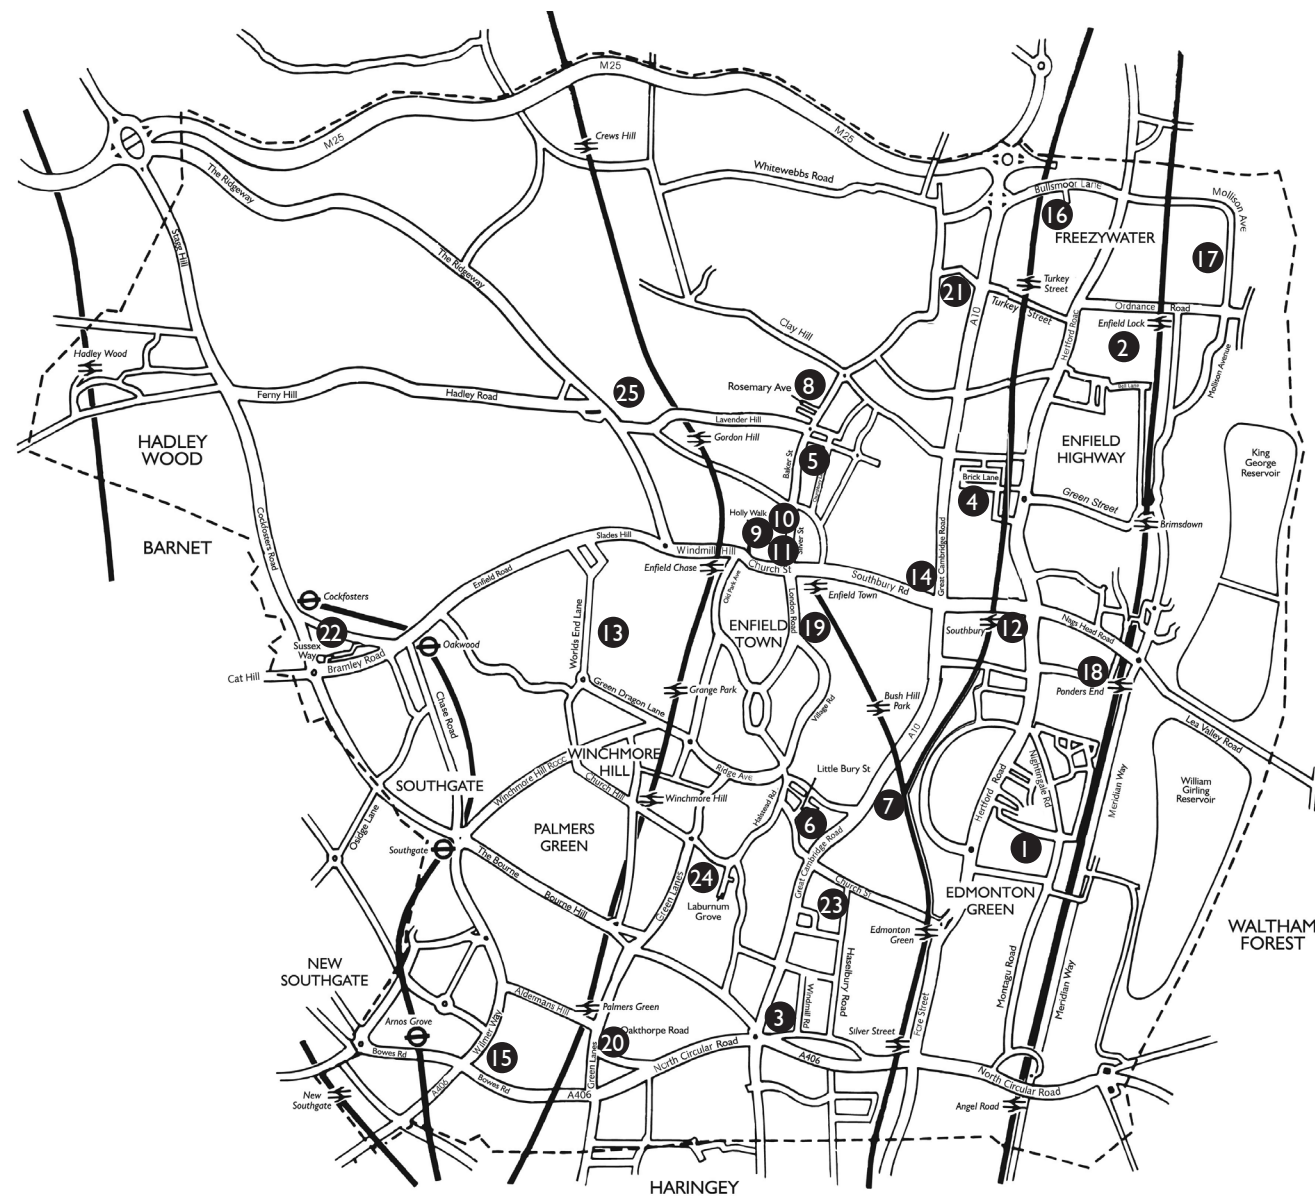 M25
M25
M25
Crews Hill
Whitewebbs Road
The Ridgeway
Bullsmoor Lane
Mollison Ave
16
FREEZYWATER
Stagg Hill
The Ridgeway
17
Turkey
Street
21
Turkey Street
A10
Ordnance Road
Enfield Lock
Hertford Road
2
Clay Hill
Hadley Wood
Mollison Avenue
Rosemary Ave
8
25
Bell Lane
Ferny Hill
Hadley Road
Lavender Hill
Gordon Hill
HADLEY
WOOD
ENFIELD
HIGHWAY
King
George
Reservoir
Baker St
5
Brick Lane
4
Green Street
Holly Walk
10
9
11
Silver St
Brimsdown
Cockfosters Road
BARNET
Slades Hill
Windmill Hill
Church St
Enfield Chase
Enfield Road
Old Park Ave
Southbury Rd
14
Great Cambridge Road
Enfield Town
London Road
Cockfosters
22
Sussex
Way
Bramley Road
Oakwood
Cat Hill
Worlds End Lane
13
ENFIELD
TOWN
19
Southbury
12
Nags Head Road
18
Ponders End
Green Dragon Lane
Grange Park
Village Rd
Bush Hill
Park
A10
Lea Valley Road
Chase Road
WINCHMORE
HILL
Ridge Ave
Little Bury St
Nightingale Rd
Hertford Road
Meridian Way
William
Girling
Reservoir
SOUTHGATE
Church Hill
Winchmore Hill
Halstead Rd
6
7
Osidge Lane
PALMERS
GREEN
Southgate
The Bourne
Great Cambridge Road
1
24
Laburnum
Grove
Green Lanes
Church St
23
EDMONTON
GREEN
Bourne Hill
Edmonton
Green
WALTHAM
FOREST
Haselbury Road
NEW
SOUTHGATE
Montagu Road
Meridian Way
Aldermans Hill
Palmers Green
Windmill Rd
Fore Street
Arnos Grove
Wilmer Way
3
20
Oakthorpe Road
Silver Street
Bowes Rd
15
Green Lanes
North Circular Road
A406
A406
Bowes Rd
A406
North Circular Road
New
Southgate
Angel Road
HARINGEY